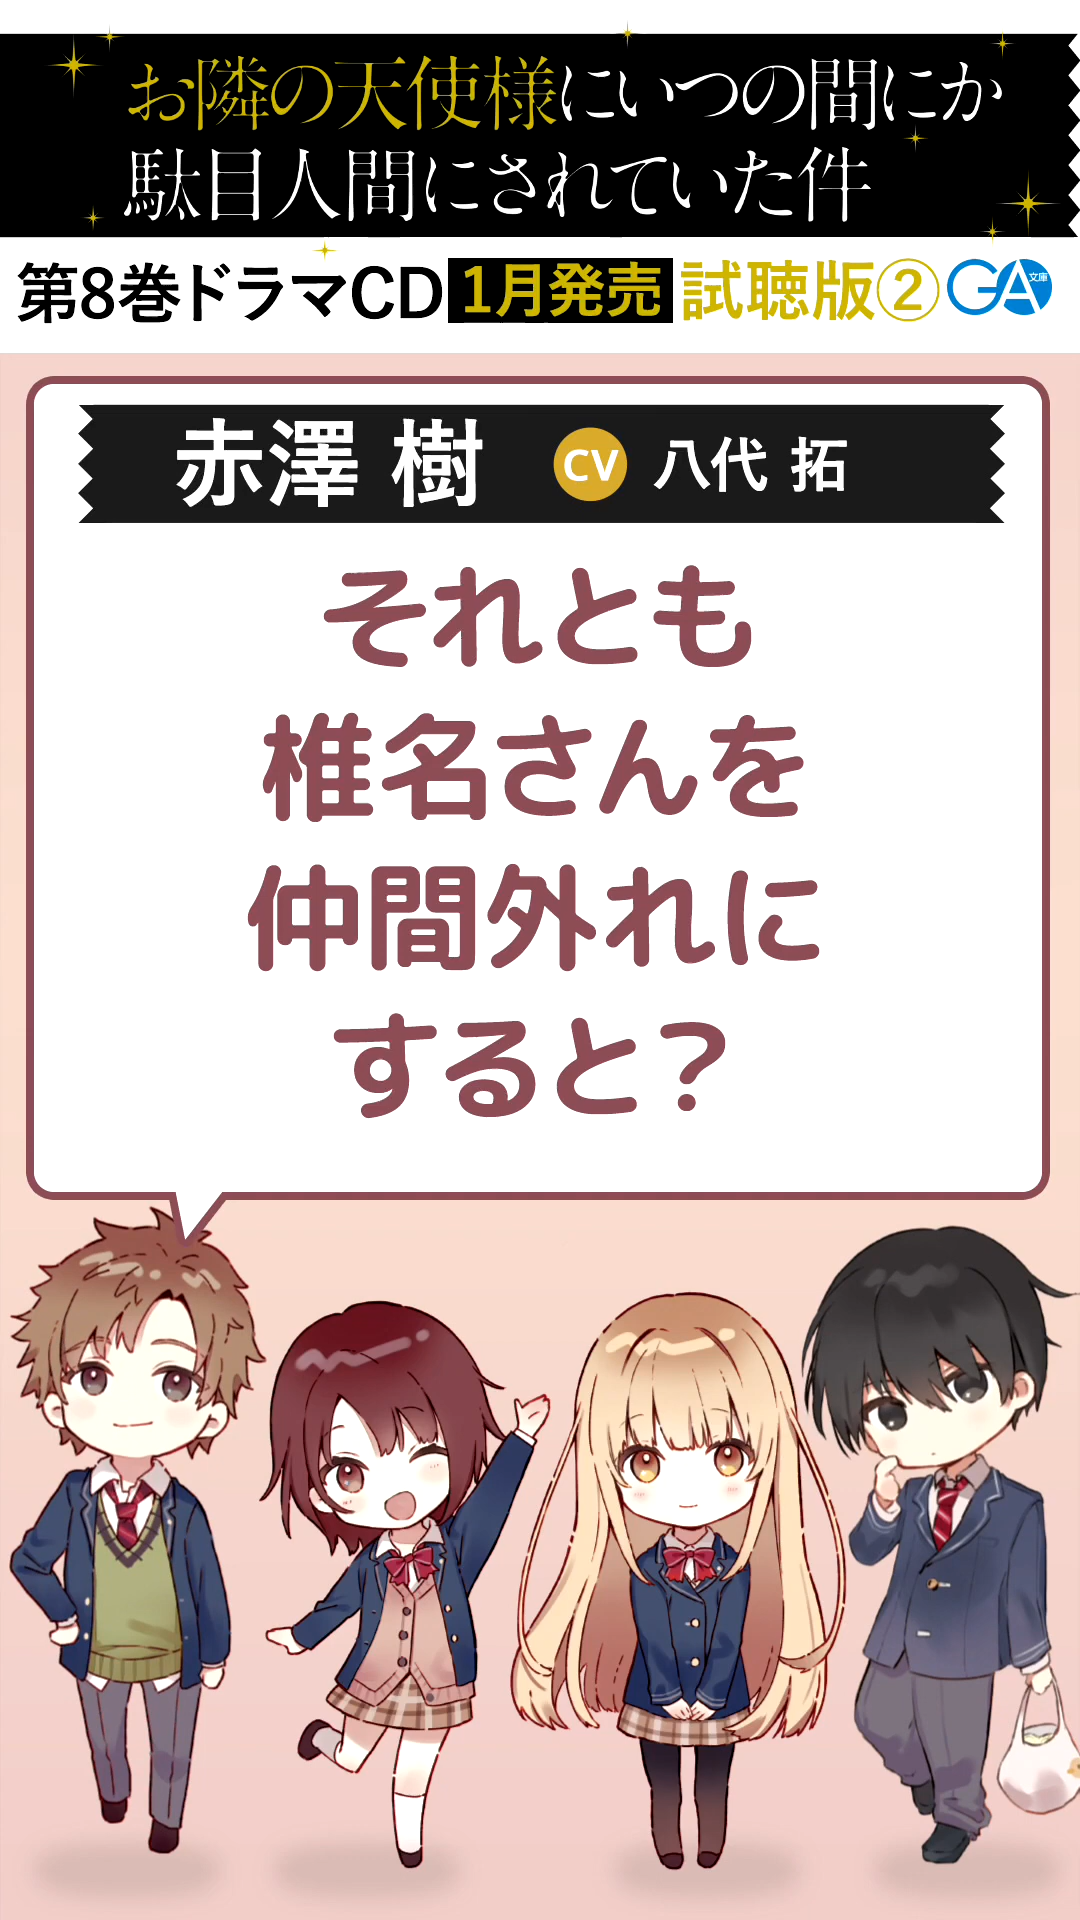 お隣の天使様にいつの間にか
駄目人間にされていた件
第8巻ドラマCD 1月発売 試聴版② GA文庫
赤澤 樹 CV 八代 拓
それとも
椎名さんを
仲間外れに
すると?